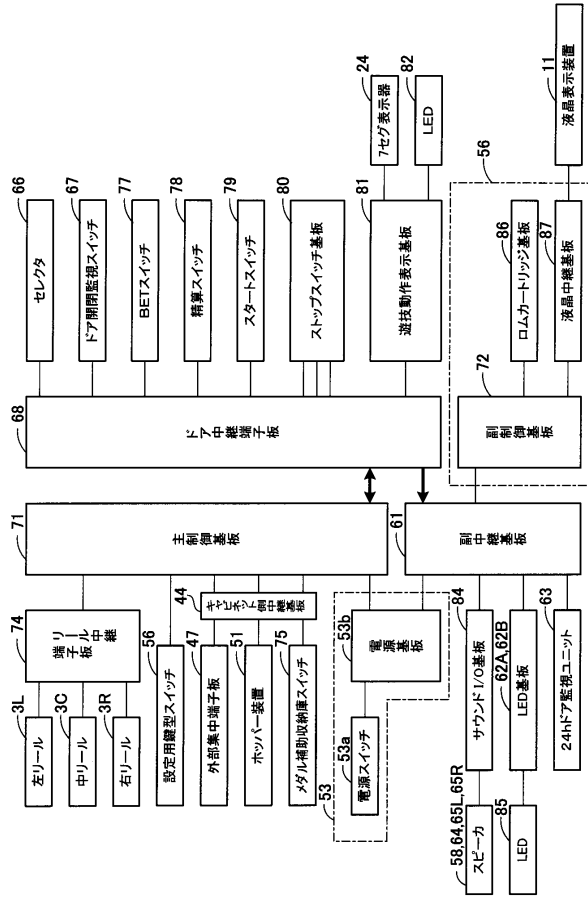 3L
左リール
3C
中リール
3R
右リール
74
リール中継
端子板
56
設定用鍵型スイッチ
47
外部集中端子板
51
ホッパー装置
75
メダル補助収納庫スイッチ
44
キャビネット側中継基板
53
53a
電源スイッチ
53b
電源基板
71
主制御基板
68
ドア中継端子板
66
セレクタ
67
ドア開閉監視スイッチ
77
BETスイッチ
78
精算スイッチ
79
スタートスイッチ
80
ストップスイッチ基板
81
遊技動作表示基板
24
7セグ表示器
82
LED
61
副中継基板
58,64,65L,65R
スピーカ
84
サウンドI/O基板
85
LED
62A,62B
LED基板
63
24hドア監視ユニット
56
72
副制御基板
86
ロムカートリッジ基板
87
液晶中継基板
11
液晶表示装置